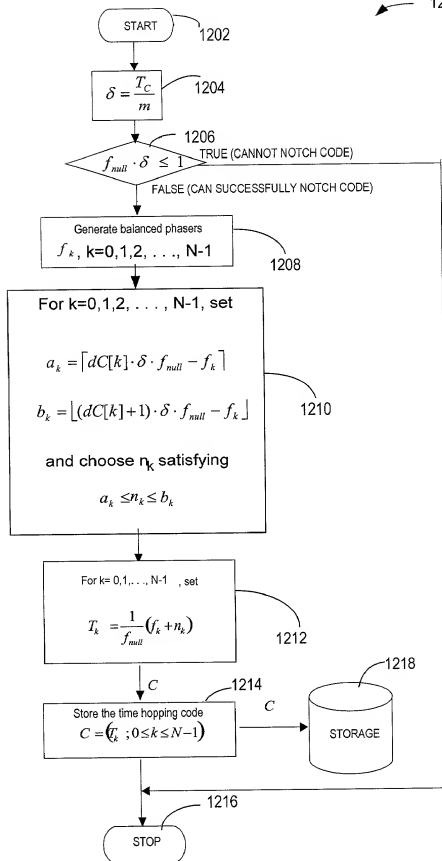 12
START
1202
δ = T_C / m
1204
1206
f_null · δ ≤ 1
TRUE (CANNOT NOTCH CODE)
FALSE (CAN SUCCESSFULLY NOTCH CODE)
Generate balanced phasers
f_k, k=0,1,2, . . ., N-1
1208
For k=0,1,2, . . . , N-1, set
a_k = ⌈dC[k]·δ·f_null − f_k⌉
b_k = ⌊(dC[k]+1)·δ·f_null − f_k⌋
1210
and choose n_k satisfying
a_k ≤ n_k ≤ b_k
For k= 0,1,. . ., N-1 , set
T_k = 1/f_null (f_k + n_k)
1212
C
1214
1218
Store the time hopping code
C = (T_k ; 0 ≤ k ≤ N−1)
C
STORAGE
1216
STOP